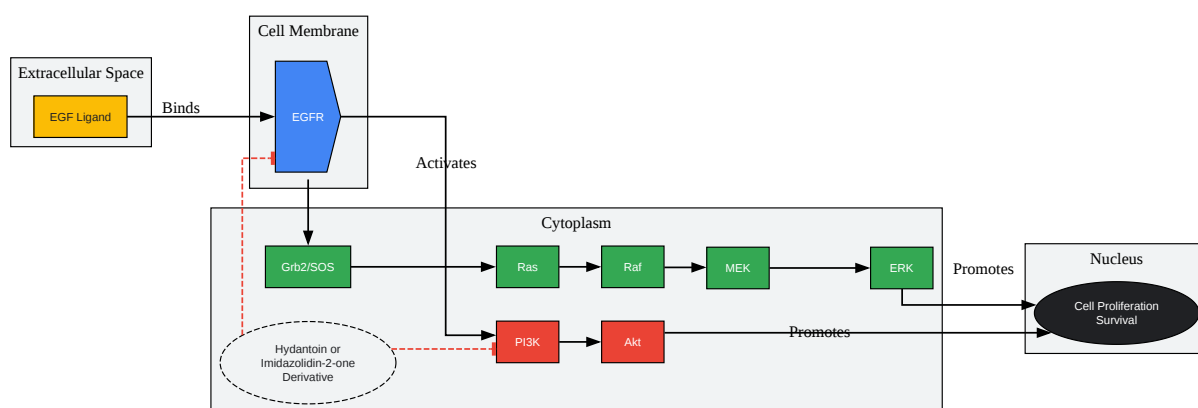 Cell Membrane
Extracellular Space
EGF Ligand
Binds
EGFR
Activates
Cytoplasm
Grb2/SOS
Ras
Raf
MEK
ERK
Promotes
Nucleus
Cell Proliferation
Survival
Hydantoin or
Imidazolidin-2-one
Derivative
PI3K
Akt
Promotes